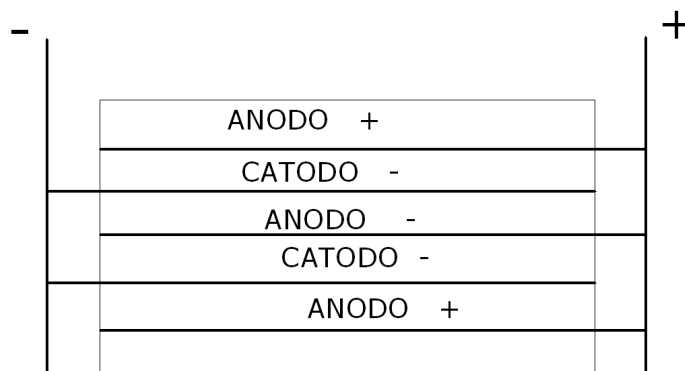 - +
ANODO +
CATODO -
ANODO -
CATODO -
ANODO +